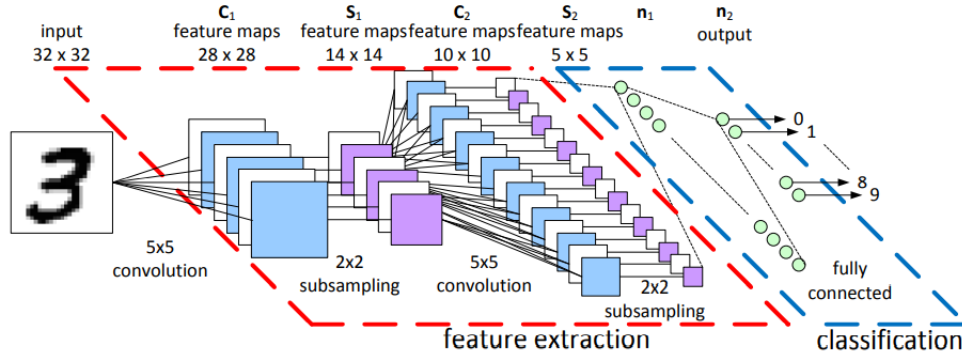 C₁ S₁ C₂ S₂ n₁ n₂
input feature maps feature maps feature maps feature maps output
32 x 32 28 x 28 14 x 14 10 x 10 5 x 5
0
1
8
9
5x5
convolution
2x2
subsampling
5x5
convolution
2x2
subsampling
fully
connected
feature extraction
classification